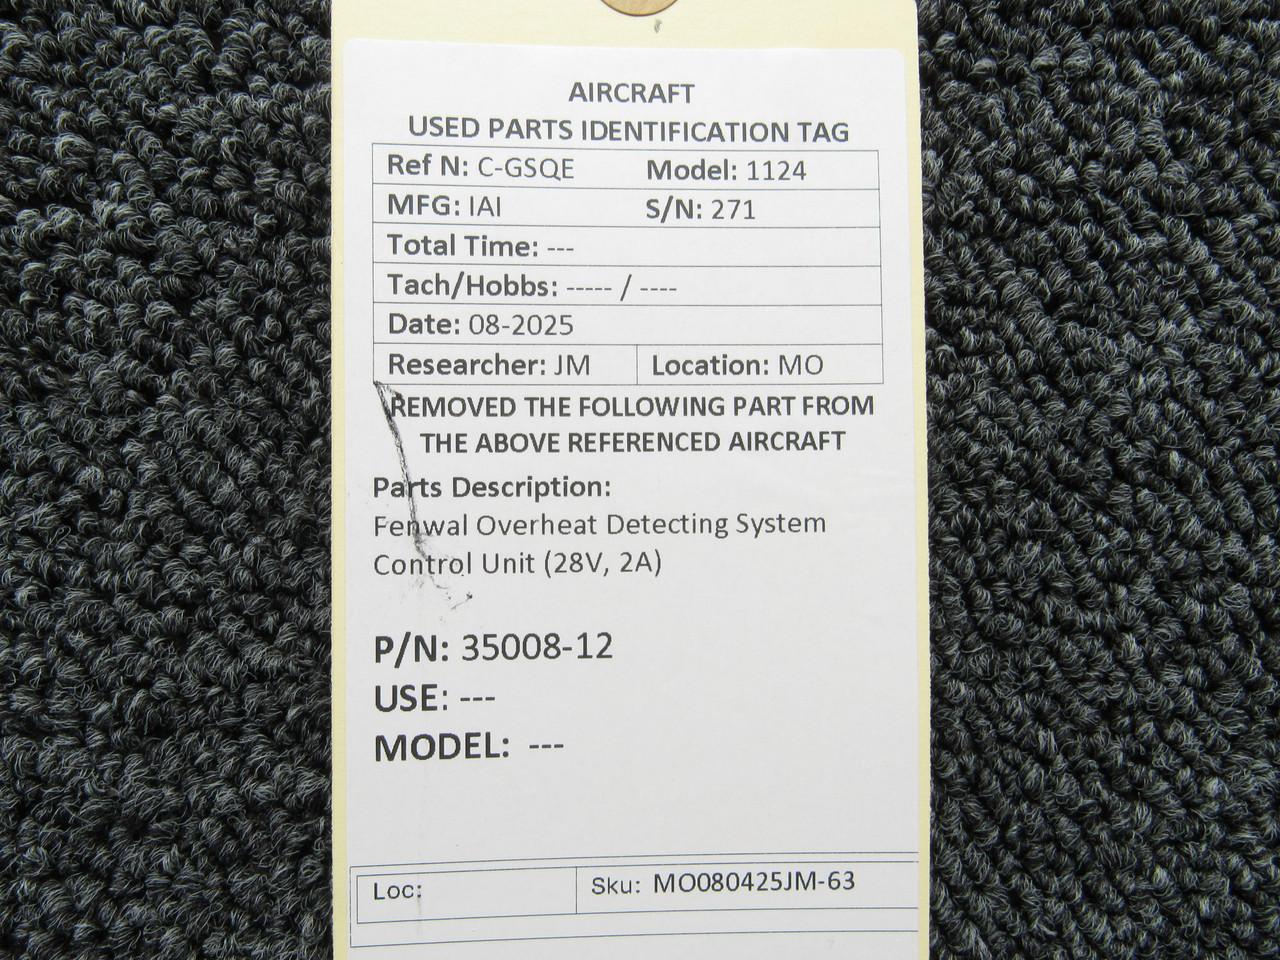 AIRCRAFT
USED PARTS IDENTIFICATION TAG
Ref N: C-GSQE Model: 1124
MFG: IAI S/N: 271
Total Time: ---
Tach/Hobbs: ----- / ----
Date: 08-2025
Researcher: JM Location: MO
REMOVED THE FOLLOWING PART FROM
THE ABOVE REFERENCED AIRCRAFT
Parts Description:
Fenwal Overheat Detecting System
Control Unit (28V, 2A)
P/N: 35008-12
USE: ---
MODEL: ---
Loc: Sku: MO080425JM-63